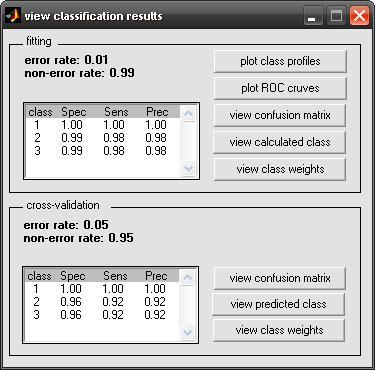 view classification results
fitting
error rate: 0.01
non-error rate: 0.99
class Spec Sens Prec
1 1.00 1.00 1.00
2 0.99 0.98 0.98
3 0.99 0.98 0.98
plot class profiles
plot ROC cruves
view confusion matrix
view calculated class
view class weights
cross-validation
error rate: 0.05
non-error rate: 0.95
class Spec Sens Prec
1 1.00 1.00 1.00
2 0.96 0.92 0.92
3 0.96 0.92 0.92
view confusion matrix
view predicted class
view class weights